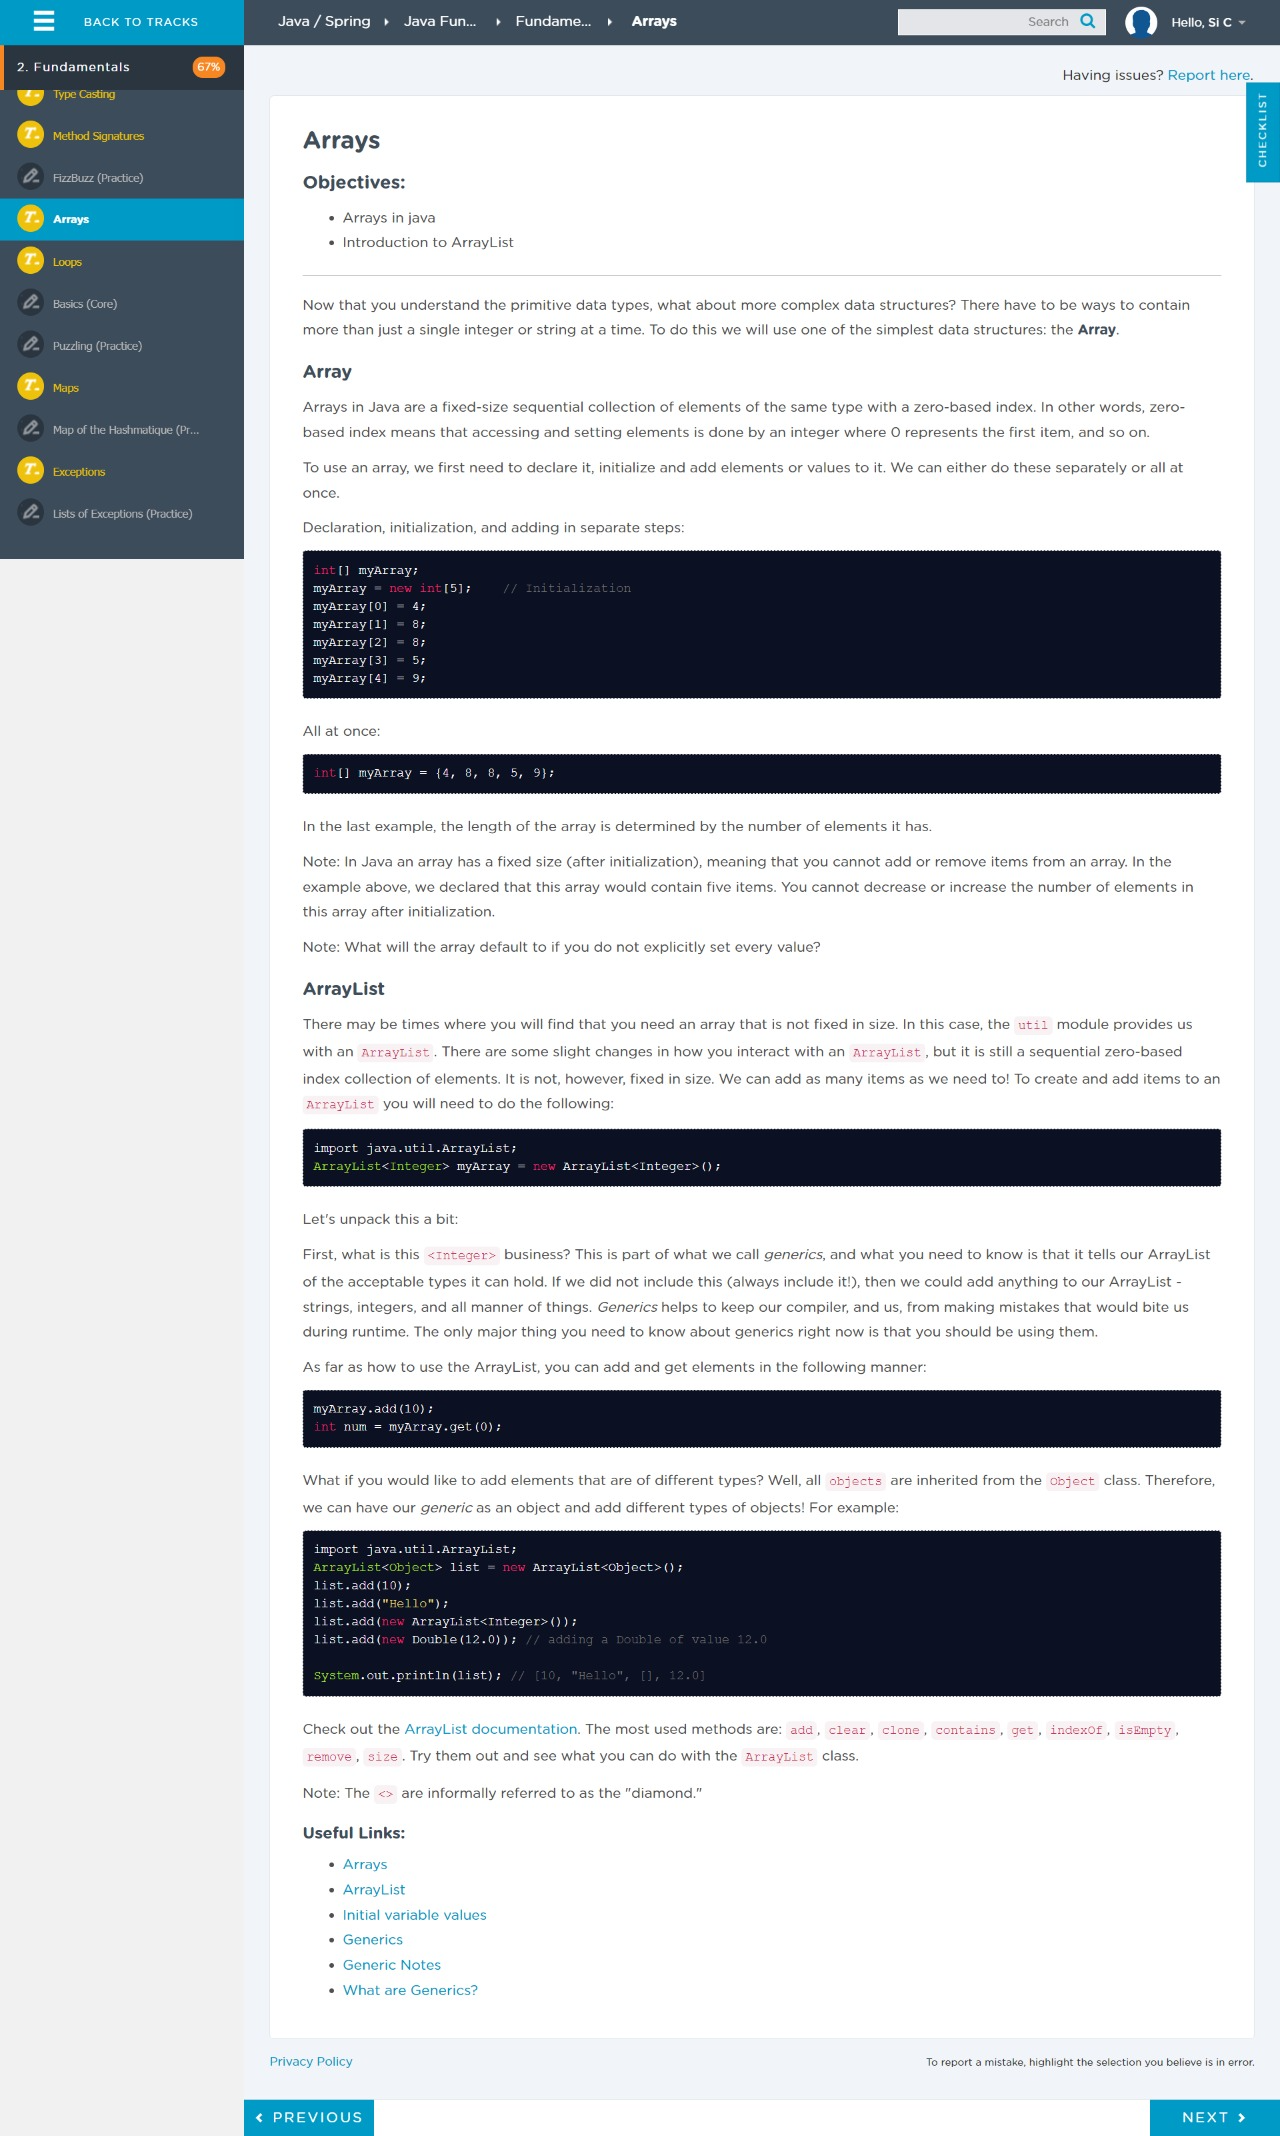 BACK TO TRACKS
Java / Spring
Java Fun...
Fundame...
Arrays
Search
Hello, Si C
2. Fundamentals
67%
Type Casting
Method Signatures
FizzBuzz (Practice)
Arrays
Loops
Basics (Core)
Puzzling (Practice)
Maps
Map of the Hashmatique (Pr...
Exceptions
Lists of Exceptions (Practice)
Having issues? Report here.
CHECKLIST
Arrays
Objectives:
• Arrays in java
• Introduction to ArrayList
Now that you understand the primitive data types, what about more complex data structures? There have to be ways to contain
more than just a single integer or string at a time. To do this we will use one of the simplest data structures: the Array.
Array
Arrays in Java are a fixed-size sequential collection of elements of the same type with a zero-based index. In other words, zero-
based index means that accessing and setting elements is done by an integer where 0 represents the first item, and so on.
To use an array, we first need to declare it, initialize and add elements or values to it. We can either do these separately or all at
once.
Declaration, initialization, and adding in separate steps:
int[] myArray;
myArray = new int[5];    // Initialization
myArray[0] = 4;
myArray[1] = 8;
myArray[2] = 8;
myArray[3] = 5;
myArray[4] = 9;
All at once:
int[] myArray = {4, 8, 8, 5, 9};
In the last example, the length of the array is determined by the number of elements it has.
Note: In Java an array has a fixed size (after initialization), meaning that you cannot add or remove items from an array. In the
example above, we declared that this array would contain five items. You cannot decrease or increase the number of elements in
this array after initialization.
Note: What will the array default to if you do not explicitly set every value?
ArrayList
There may be times where you will find that you need an array that is not fixed in size. In this case, the util module provides us
with an ArrayList. There are some slight changes in how you interact with an ArrayList, but it is still a sequential zero-based
index collection of elements. It is not, however, fixed in size. We can add as many items as we need to! To create and add items to an
ArrayList you will need to do the following:
import java.util.ArrayList;
ArrayList<Integer> myArray = new ArrayList<Integer>();
Let's unpack this a bit:
First, what is this <Integer> business? This is part of what we call generics, and what you need to know is that it tells our ArrayList
of the acceptable types it can hold. If we did not include this (always include it!), then we could add anything to our ArrayList -
strings, integers, and all manner of things. Generics helps to keep our compiler, and us, from making mistakes that would bite us
during runtime. The only major thing you need to know about generics right now is that you should be using them.
As far as how to use the ArrayList, you can add and get elements in the following manner:
myArray.add(10);
int num = myArray.get(0);
What if you would like to add elements that are of different types? Well, all objects are inherited from the Object class. Therefore,
we can have our generic as an object and add different types of objects! For example:
import java.util.ArrayList;
ArrayList<Object> list = new ArrayList<Object>();
list.add(10);
list.add("Hello");
list.add(new ArrayList<Integer>());
list.add(new Double(12.0)); // adding a Double of value 12.0
System.out.println(list); // [10, "Hello", [], 12.0]
Check out the ArrayList documentation. The most used methods are: add, clear, clone, contains, get, indexOf, isEmpty,
remove, size. Try them out and see what you can do with the ArrayList class.
Note: The <> are informally referred to as the "diamond."
Useful Links:
• Arrays
• ArrayList
• Initial variable values
• Generics
• Generic Notes
• What are Generics?
Privacy Policy
To report a mistake, highlight the selection you believe is in error.
PREVIOUS
NEXT